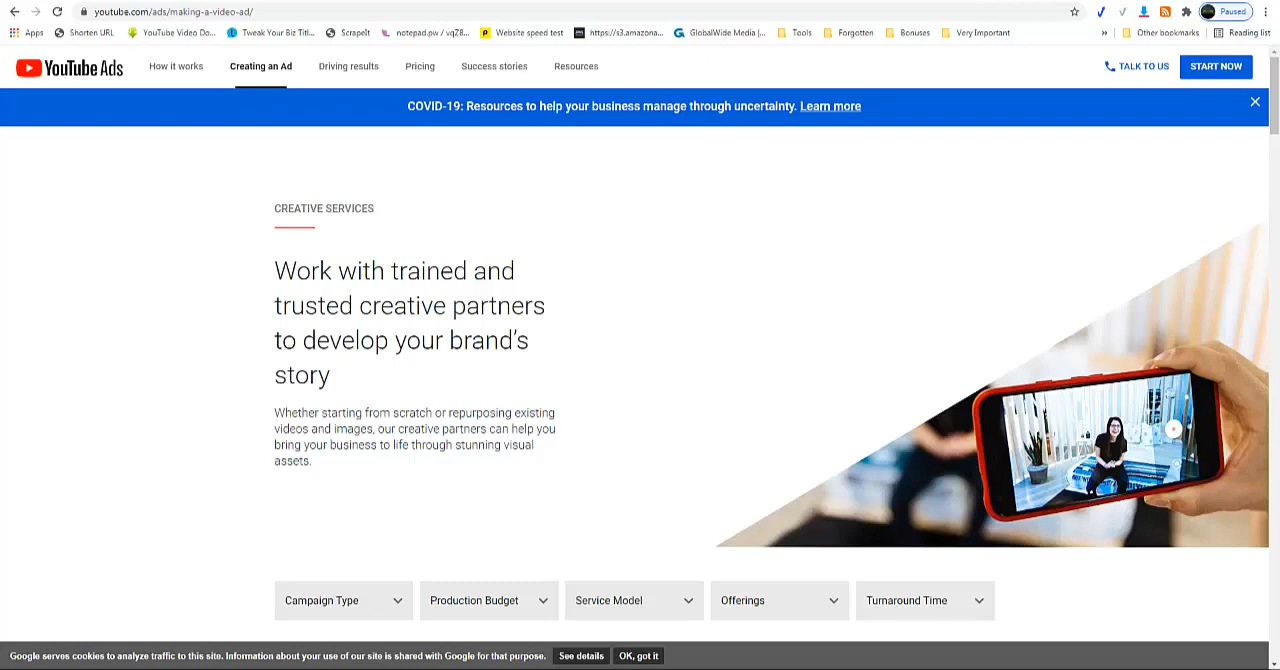 youtube.com/ads/making-a-video-ad/
Paused
Apps
Shorten URL
YouTube Video Do...
Tweak Your Biz Titl...
ScrapeIt
notepad.pw / vqZ8...
Website speed test
https://s3.amazona...
GlobalWide Media |...
Tools
Forgotten
Bonuses
Very Important
»
Other bookmarks
Reading list
YouTube Ads
How it works
Creating an Ad
Driving results
Pricing
Success stories
Resources
TALK TO US
START NOW
COVID-19: Resources to help your business manage through uncertainty. Learn more
CREATIVE SERVICES
Work with trained and
trusted creative partners
to develop your brand’s
story
Whether starting from scratch or repurposing existing
videos and images, our creative partners can help you
bring your business to life through stunning visual
assets.
Campaign Type
Production Budget
Service Model
Offerings
Turnaround Time
Google serves cookies to analyze traffic to this site. Information about your use of our site is shared with Google for that purpose.
See details
OK, got it